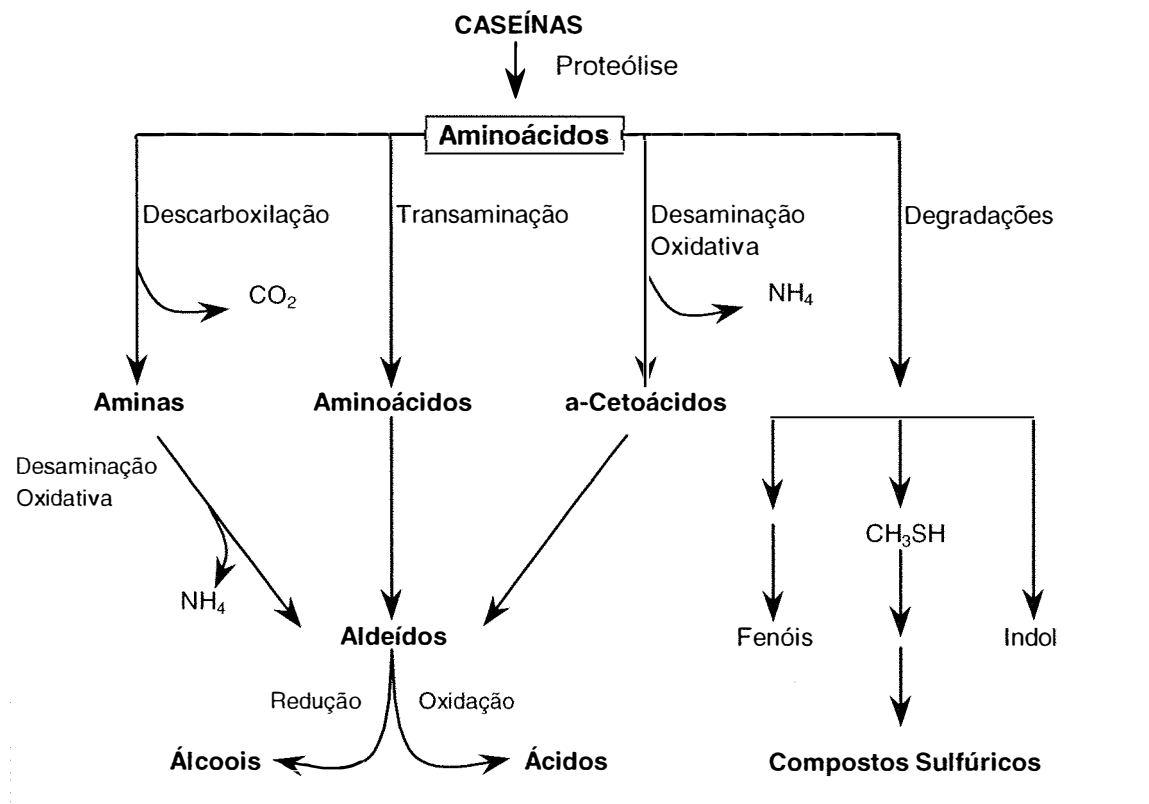 CASEÍNAS
Proteólise
Aminoácidos
Descarboxilação
Transaminação
Desaminação
Oxidativa
Degradações
CO₂
NH₄
Aminas
Aminoácidos
a-Cetoácidos
Desaminação
Oxidativa
CH₃SH
NH₄
Aldeídos
Fenóis
Indol
Redução
Oxidação
Álcoois
Ácidos
Compostos Sulfúricos